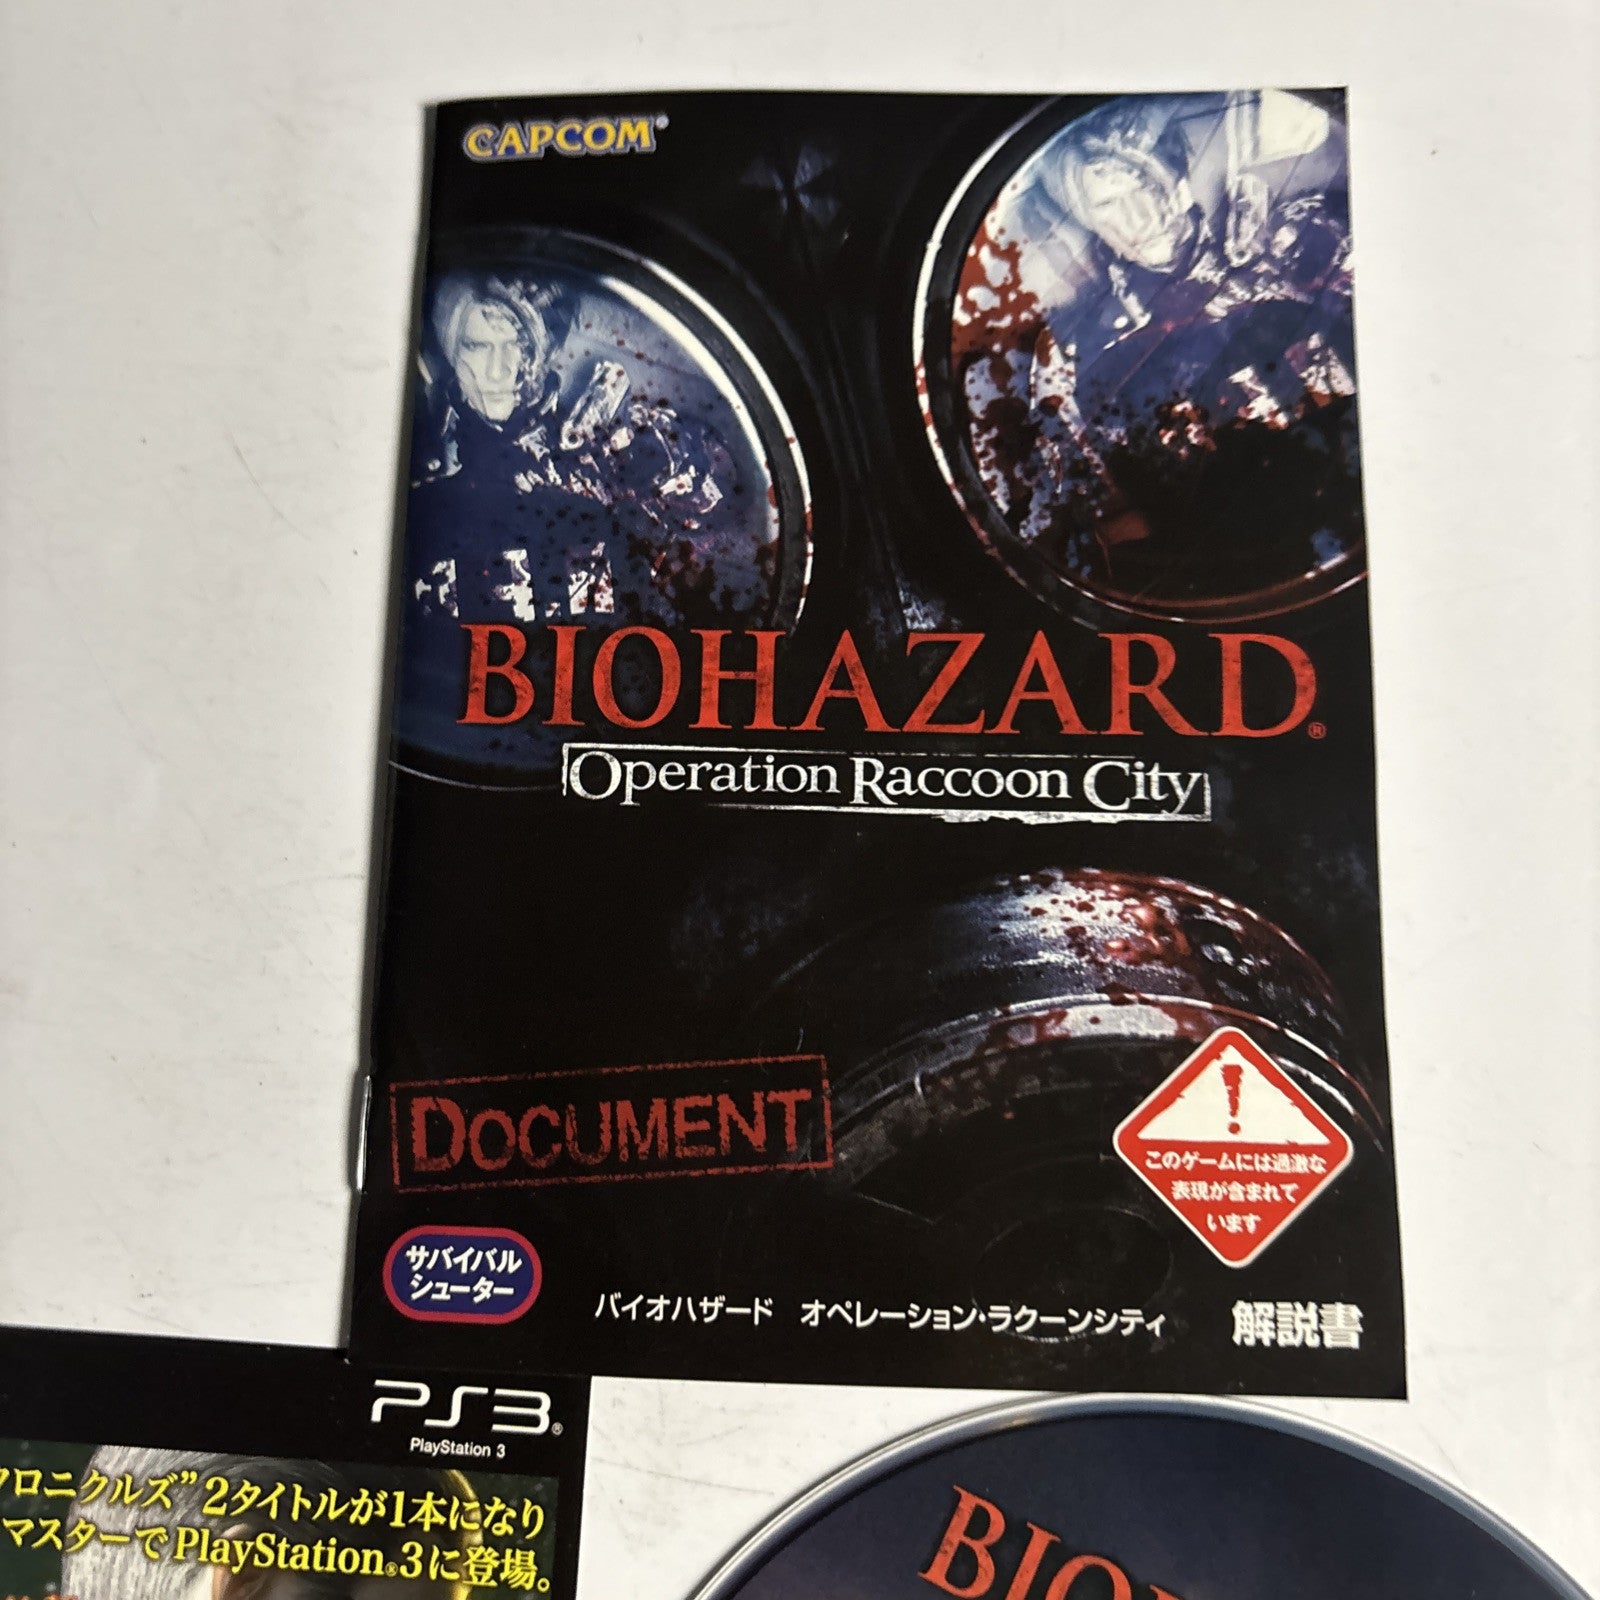 CAPCOM®
BIOHAZARD®
Operation Raccoon City
DOCUMENT
このゲームには過激な
表現が含まれて
います
サバイバル
シューター
バイオハザード オペレーション・ラクーンシティ 解説書
PS3®
PlayStation 3
クロニクルズ”2タイトルが1本になり
マスターでPlayStation®3に登場。
BIO